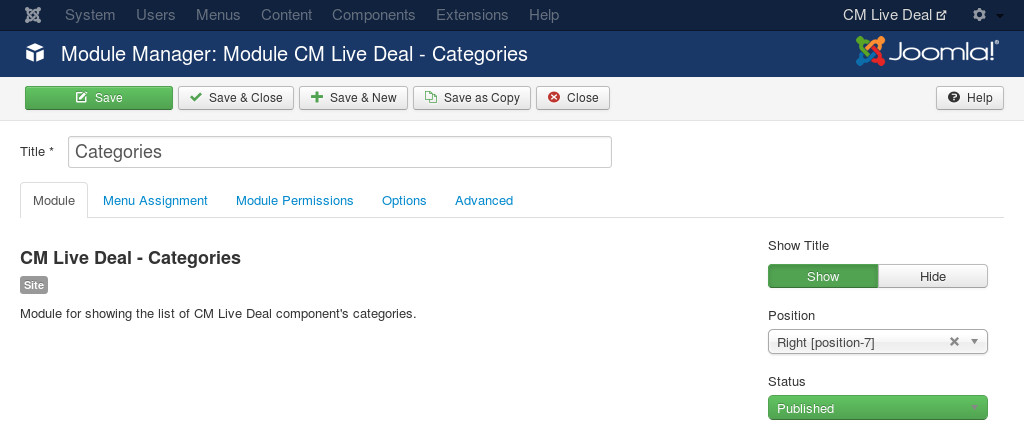 System Users Menus Content Components Extensions Help CM Live Deal
Module Manager: Module CM Live Deal - Categories Joomla!®
Save Save & Close Save & New Save as Copy Close Help
Title * Categories
Module Menu Assignment Module Permissions Options Advanced
CM Live Deal - Categories
Site
Module for showing the list of CM Live Deal component's categories.
Show Title
Show Hide
Position
Right [position-7]
Status
Published